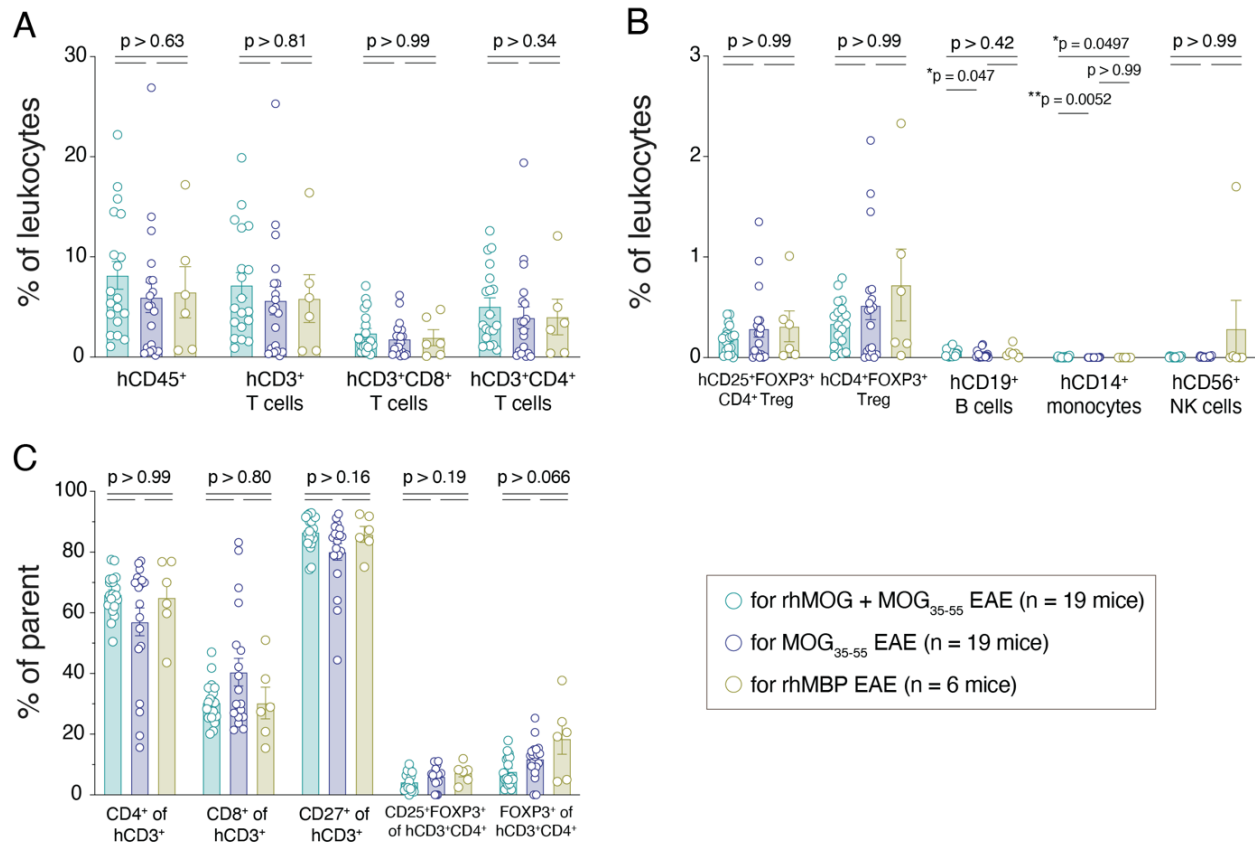 A
p > 0.63 p > 0.81 p > 0.99 p > 0.34
30
20
10
0
% of leukocytes
hCD45⁺ hCD3⁺ hCD3⁺CD8⁺ hCD3⁺CD4⁺
T cells T cells T cells
B
p > 0.99 p > 0.99 p > 0.42 *p = 0.0497 p > 0.99
*p = 0.047 p > 0.99
**p = 0.0052
3
2
1
0
% of leukocytes
hCD25⁺FOXP3⁺ hCD4⁺FOXP3⁺ hCD19⁺ hCD14⁺ hCD56⁺
CD4⁺ Treg Treg B cells monocytes NK cells
C
p > 0.99 p > 0.80 p > 0.16 p > 0.19 p > 0.066
100
80
60
40
20
0
% of parent
CD4⁺ of CD8⁺ of CD27⁺ of CD25⁺FOXP3⁺ FOXP3⁺ of
hCD3⁺ hCD3⁺ hCD3⁺ of hCD3⁺CD4⁺ hCD3⁺CD4⁺
for rhMOG + MOG₃₅₋₅₅ EAE (n = 19 mice)
for MOG₃₅₋₅₅ EAE (n = 19 mice)
for rhMBP EAE (n = 6 mice)